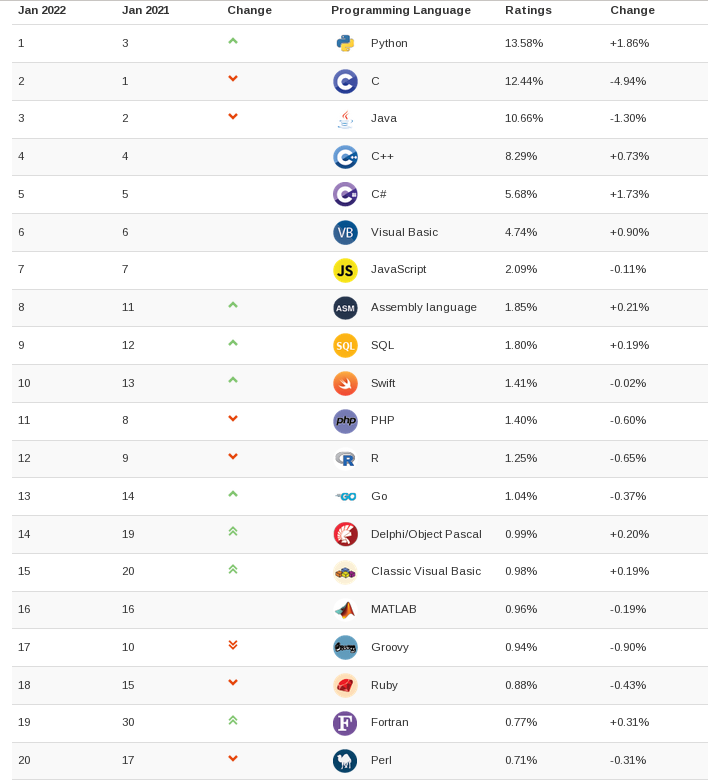 Jan 2022 Jan 2021 Change Programming Language Ratings Change
1 3 Python 13.58% +1.86%
2 1 C C 12.44% -4.94%
3 2 Java 10.66% -1.30%
4 4 C++ C++ 8.29% +0.73%
5 5 C C# 5.68% +1.73%
6 6 VB Visual Basic 4.74% +0.90%
7 7 JS JavaScript 2.09% -0.11%
8 11 ASM Assembly language 1.85% +0.21%
9 12 SQL SQL 1.80% +0.19%
10 13 Swift 1.41% -0.02%
11 8 php PHP 1.40% -0.60%
12 9 R R 1.25% -0.65%
13 14 GO Go 1.04% -0.37%
14 19 Delphi/Object Pascal 0.99% +0.20%
15 20 Classic Visual Basic 0.98% +0.19%
16 16 MATLAB 0.96% -0.19%
17 10 Groovy 0.94% -0.90%
18 15 Ruby 0.88% -0.43%
19 30 F Fortran 0.77% +0.31%
20 17 Perl 0.71% -0.31%